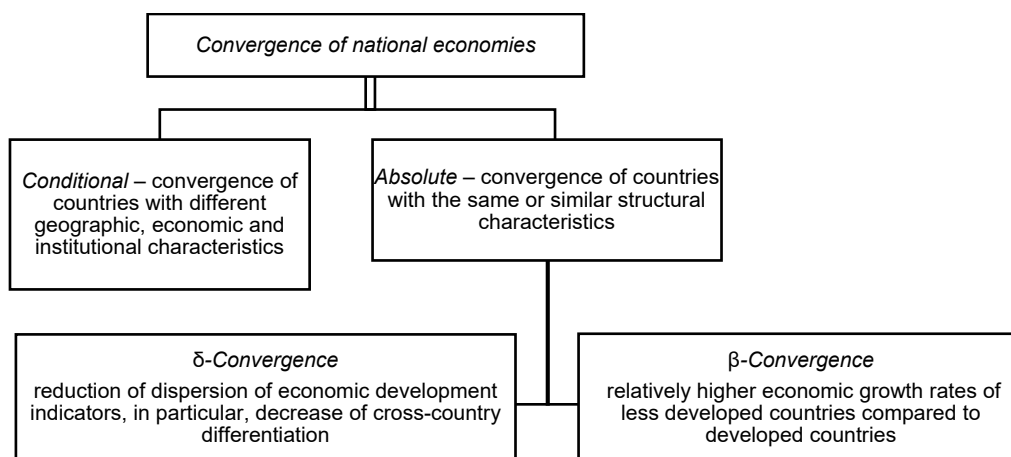 Convergence of national economies
Conditional – convergence of
countries with different
geographic, economic and
institutional characteristics
Absolute – convergence of countries
with the same or similar structural
characteristics
δ-Convergence
reduction of dispersion of economic development
indicators, in particular, decrease of cross-country
differentiation
β-Convergence
relatively higher economic growth rates of
less developed countries compared to
developed countries